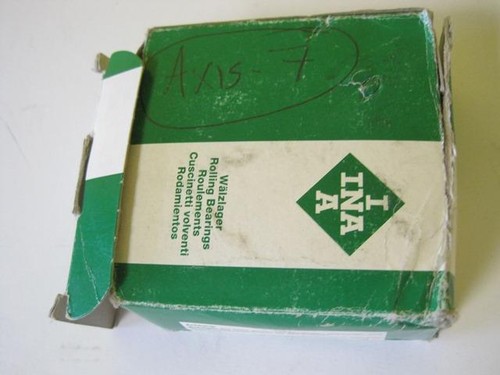 Axis-7
Wälzlager
Rolling Bearings
Roulements
Cuscinetti volventi
Rodamientos
I
INA
A